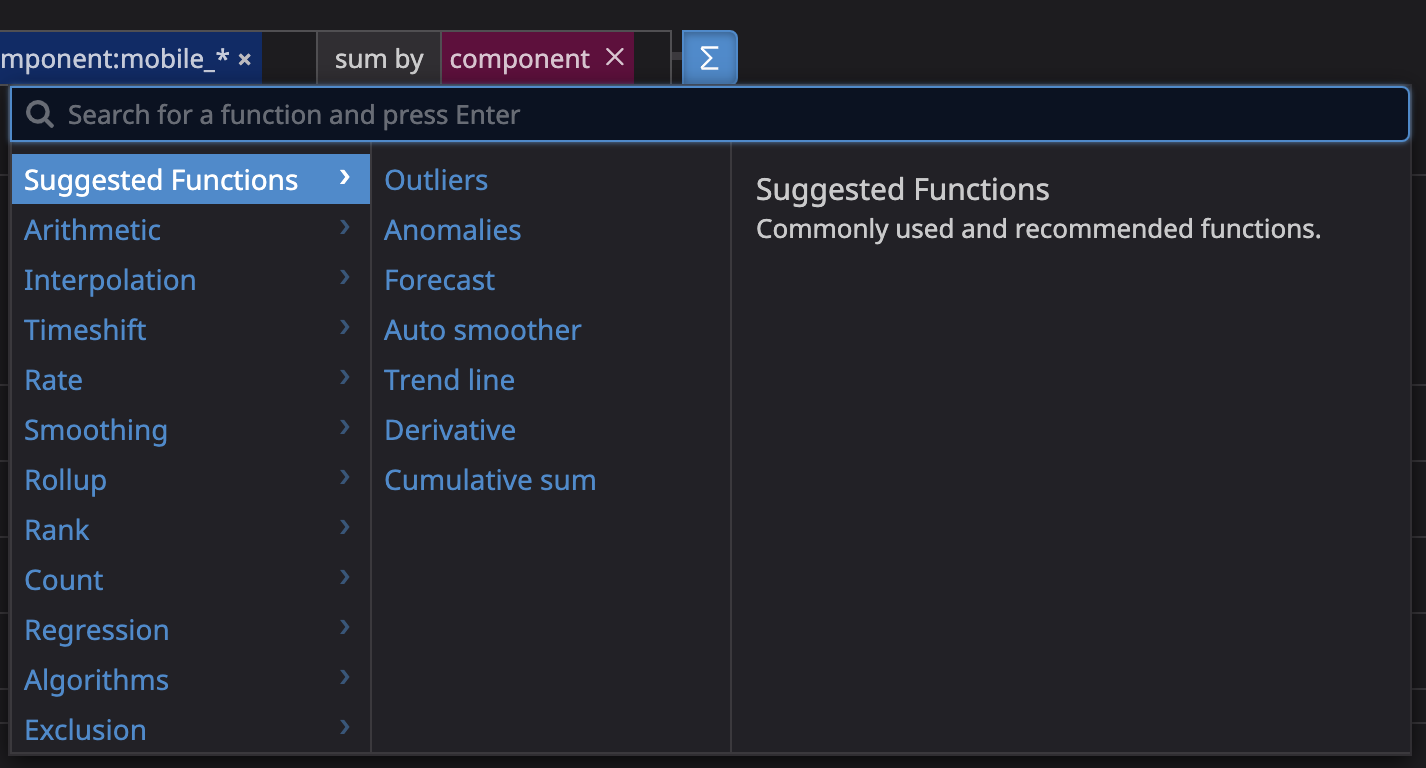 mponent:mobile_* × sum by component × Σ
Search for a function and press Enter
Suggested Functions
Arithmetic
Interpolation
Timeshift
Rate
Smoothing
Rollup
Rank
Count
Regression
Algorithms
Exclusion
Outliers
Anomalies
Forecast
Auto smoother
Trend line
Derivative
Cumulative sum
Suggested Functions
Commonly used and recommended functions.